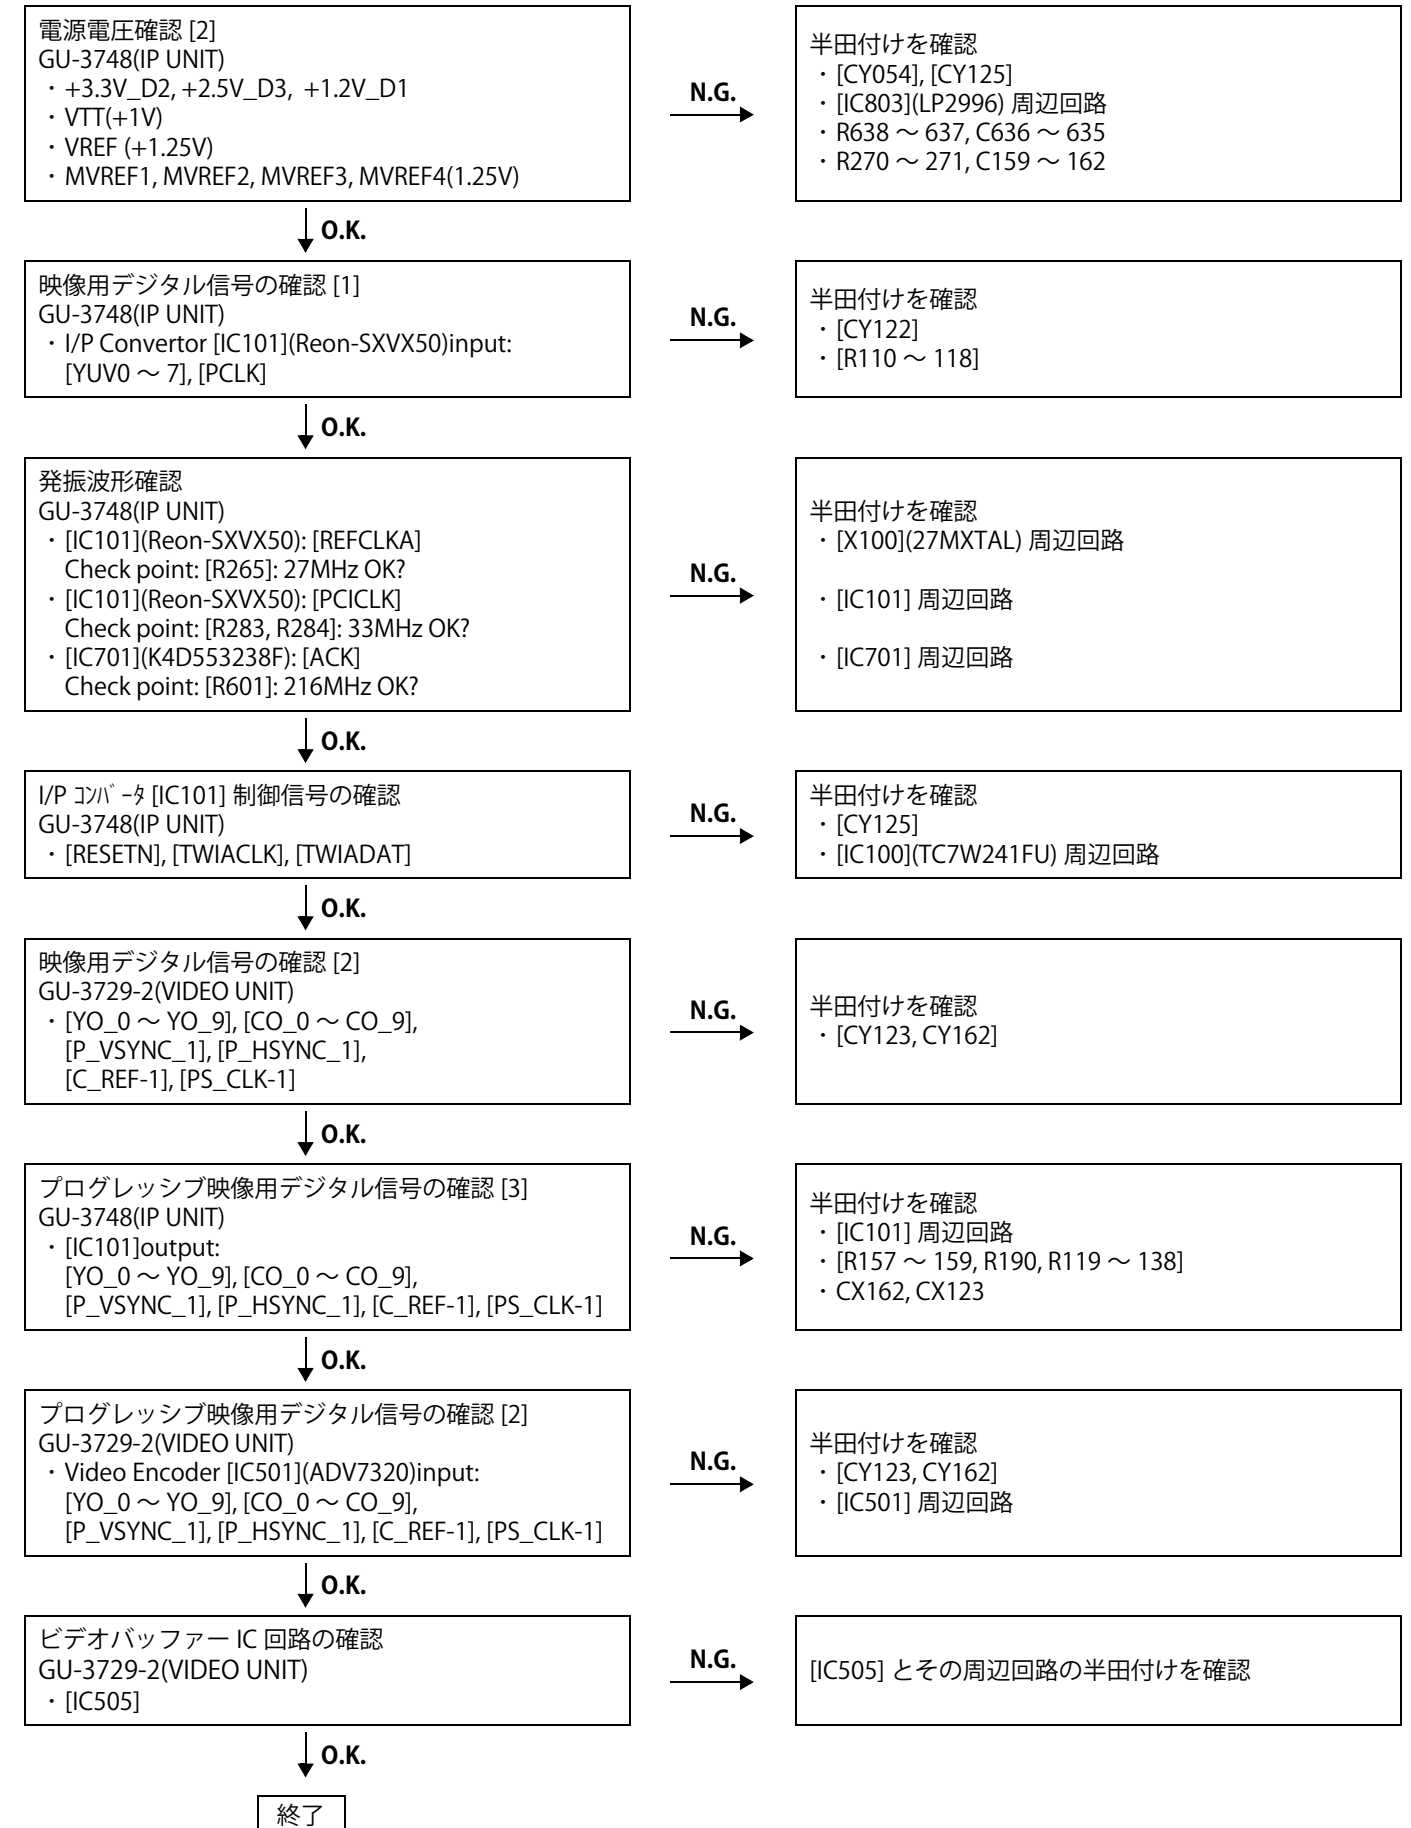 電源電圧確認 [2]
GU-3748(IP UNIT)
・+3.3V_D2, +2.5V_D3, +1.2V_D1
・VTT(+1V)
・VREF (+1.25V)
・MVREF1, MVREF2, MVREF3, MVREF4(1.25V)
N.G.
半田付けを確認
・[CY054], [CY125]
・[IC803](LP2996) 周辺回路
・R638 ～ 637, C636 ～ 635
・R270 ～ 271, C159 ～ 162
O.K.
映像用デジタル信号の確認 [1]
GU-3748(IP UNIT)
・I/P Convertor [IC101](Reon-SXVX50)input:
[YUV0 ～ 7], [PCLK]
N.G.
半田付けを確認
・[CY122]
・[R110 ～ 118]
O.K.
発振波形確認
GU-3748(IP UNIT)
・[IC101](Reon-SXVX50): [REFCLKA]
Check point: [R265]: 27MHz OK?
・[IC101](Reon-SXVX50): [PCICLK]
Check point: [R283, R284]: 33MHz OK?
・[IC701](K4D553238F): [ACK]
Check point: [R601]: 216MHz OK?
N.G.
半田付けを確認
・[X100](27MXTAL) 周辺回路
・[IC101] 周辺回路
・[IC701] 周辺回路
O.K.
I/P ｺﾝﾊﾞｰﾀ [IC101] 制御信号の確認
GU-3748(IP UNIT)
・[RESETN], [TWIACLK], [TWIADAT]
N.G.
半田付けを確認
・[CY125]
・[IC100](TC7W241FU) 周辺回路
O.K.
映像用デジタル信号の確認 [2]
GU-3729-2(VIDEO UNIT)
・[YO_0 ～ YO_9], [CO_0 ～ CO_9],
[P_VSYNC_1], [P_HSYNC_1],
[C_REF-1], [PS_CLK-1]
N.G.
半田付けを確認
・[CY123, CY162]
O.K.
プログレッシブ映像用デジタル信号の確認 [3]
GU-3748(IP UNIT)
・[IC101]output:
[YO_0 ～ YO_9], [CO_0 ～ CO_9],
[P_VSYNC_1], [P_HSYNC_1], [C_REF-1], [PS_CLK-1]
N.G.
半田付けを確認
・[IC101] 周辺回路
・[R157 ～ 159, R190, R119 ～ 138]
・CX162, CX123
O.K.
プログレッシブ映像用デジタル信号の確認 [2]
GU-3729-2(VIDEO UNIT)
・Video Encoder [IC501](ADV7320)input:
[YO_0 ～ YO_9], [CO_0 ～ CO_9],
[P_VSYNC_1], [P_HSYNC_1], [C_REF-1], [PS_CLK-1]
N.G.
半田付けを確認
・[CY123, CY162]
・[IC501] 周辺回路
O.K.
ビデオバッファー IC 回路の確認
GU-3729-2(VIDEO UNIT)
・[IC505]
N.G.
[IC505] とその周辺回路の半田付けを確認
O.K.
終了